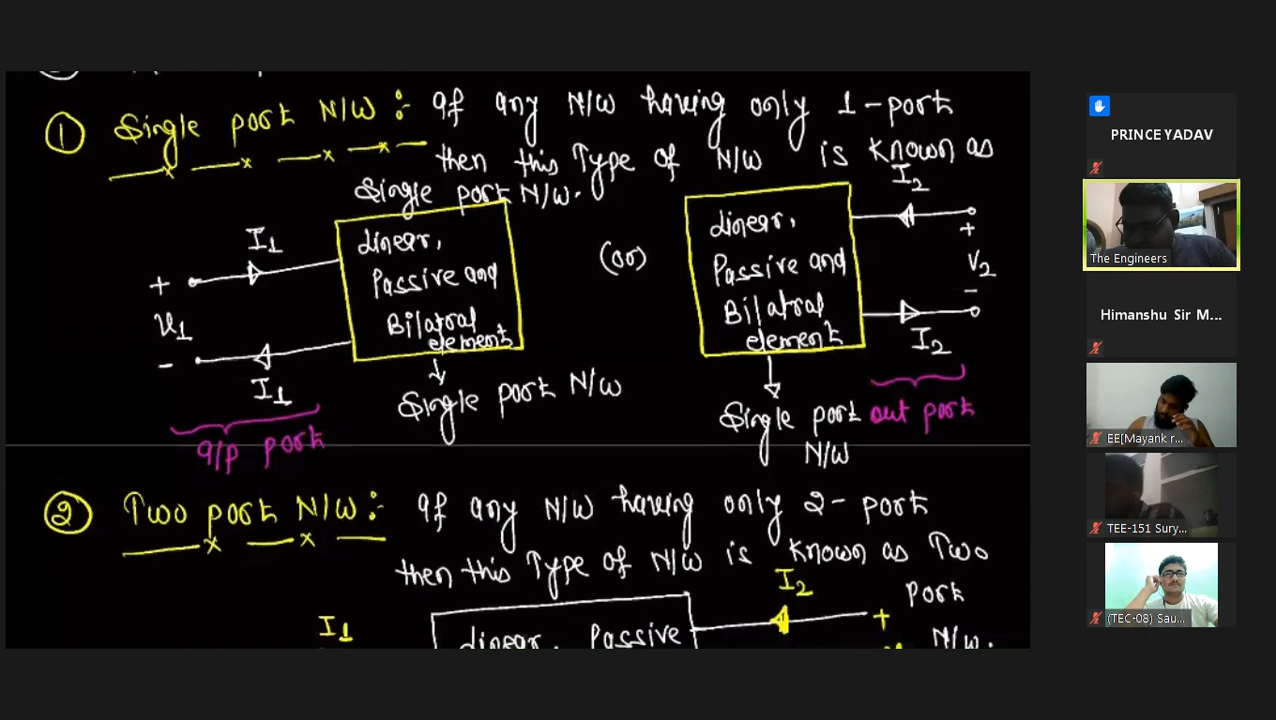 ① Single port N/W :- If any N/W having only 1-port
then this Type of N/W is known as
Single port N/W.
I1
+
V1
-
I1
I/p port
Linear,
Passive and
Bilatral
element
Single port N/W
(or)
Linear,
Passive and
Bilatral
element
Single port
N/W
I2
+
V2
-
I2
out port
② Two port N/W :- If any N/W having only 2-port
then this Type of N/W is known as Two
Port
N/W.
I1
Linear, Passive
I2
+
PRINCE YADAV
The Engineers
Himanshu Sir M...
EE[Mayank r...
TEE-151 Sury...
(TEC-08) Sau...